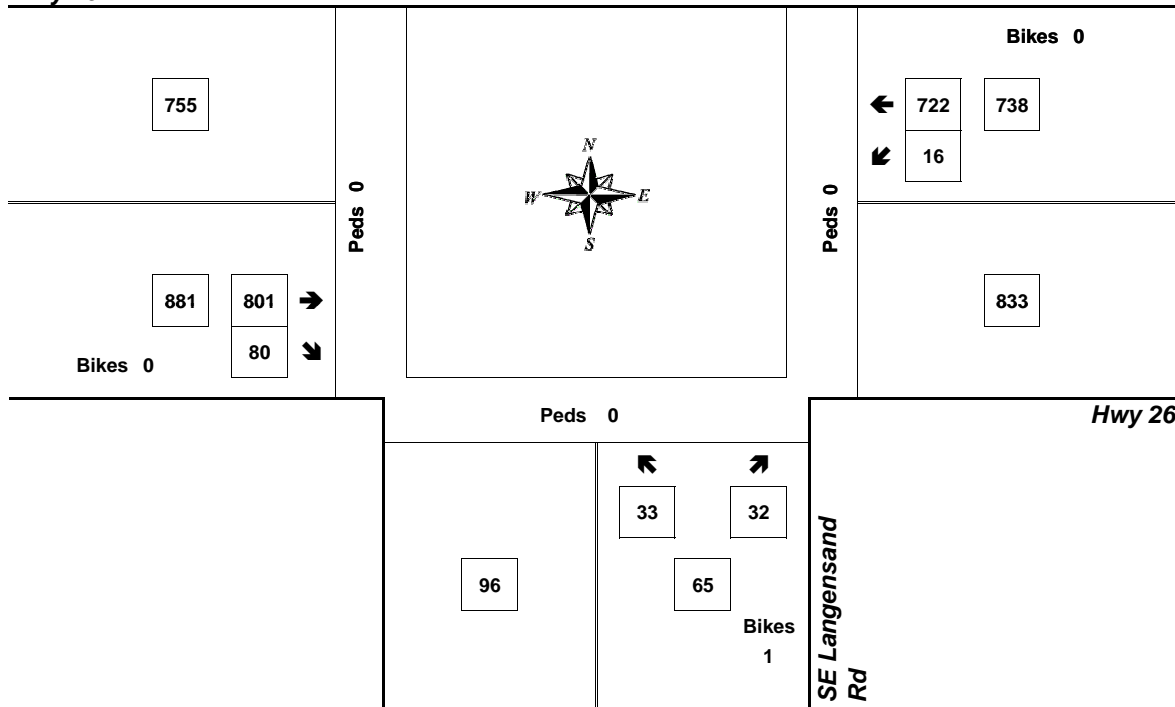 Bikes 0
755
722 738
16
N
W E
S
Peds 0
Peds 0
881 801
833
80
Bikes 0
Peds 0
Hwy 26
33 32
96 65
Bikes
1
SE Langensand
Rd